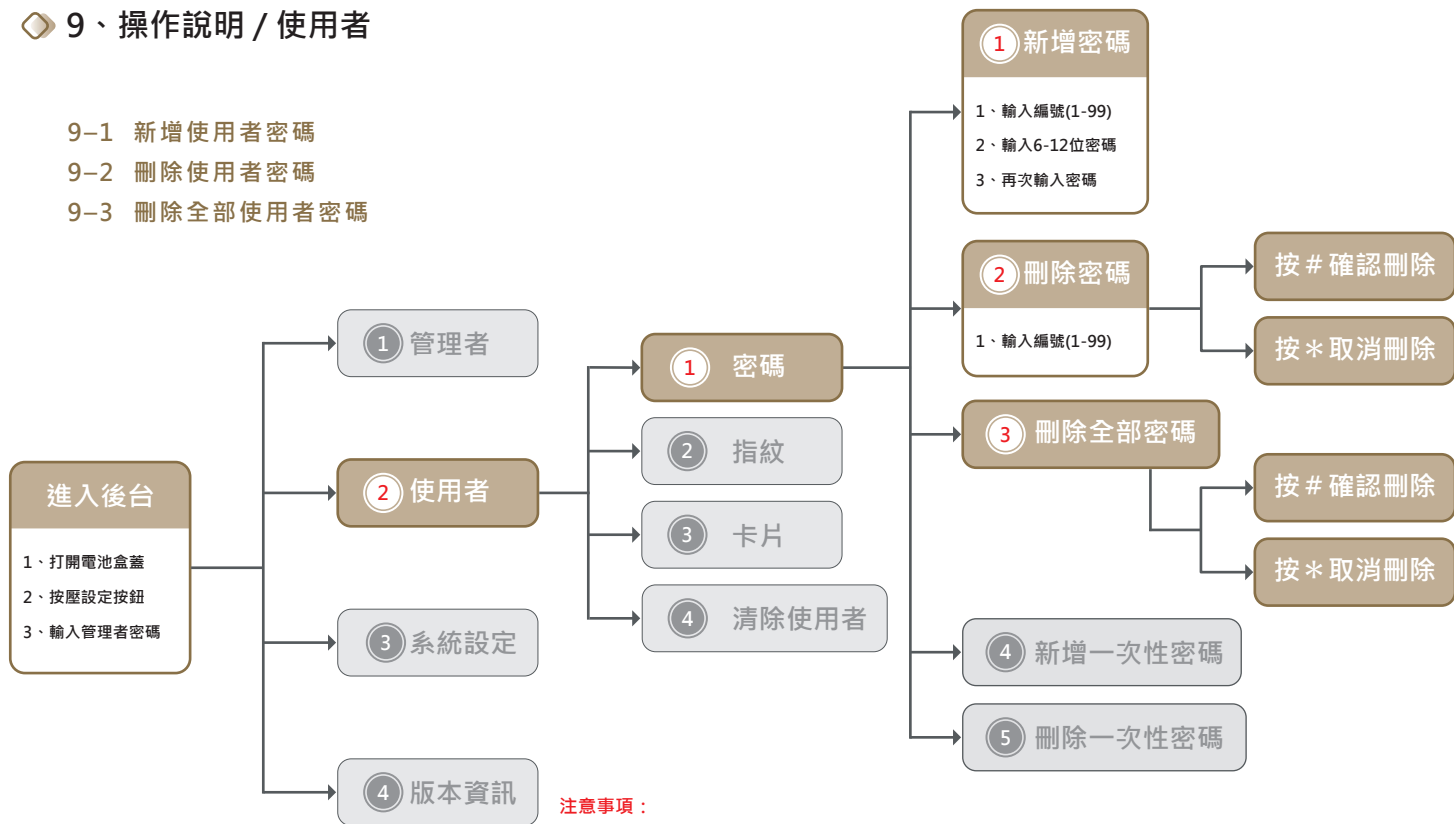 9、操作說明 / 使用者
9–1 新增使用者密碼
9–2 刪除使用者密碼
9–3 刪除全部使用者密碼
進入後台
1、打開電池盒蓋
2、按壓設定按鈕
3、輸入管理者密碼
1 管理者
2 使用者
3 系統設定
4 版本資訊
1 密碼
2 指紋
3 卡片
4 清除使用者
1 新增密碼
1、輸入編號(1-99)
2、輸入6-12位密碼
3、再次輸入密碼
2 刪除密碼
1、輸入編號(1-99)
按＃確認刪除
按＊取消刪除
3 刪除全部密碼
按＃確認刪除
按＊取消刪除
4 新增一次性密碼
5 刪除一次性密碼
注意事項：